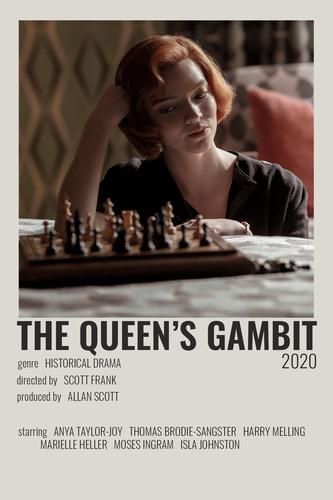 THE QUEEN'S GAMBIT
2020
genre HISTORICAL DRAMA
directed by SCOTT FRANK
produced by ALLAN SCOTT
starring ANYA TAYLOR-JOY THOMAS BRODIE-SANGSTER HARRY MELLING
MARIELLE HELLER MOSES INGRAM ISLA JOHNSTON